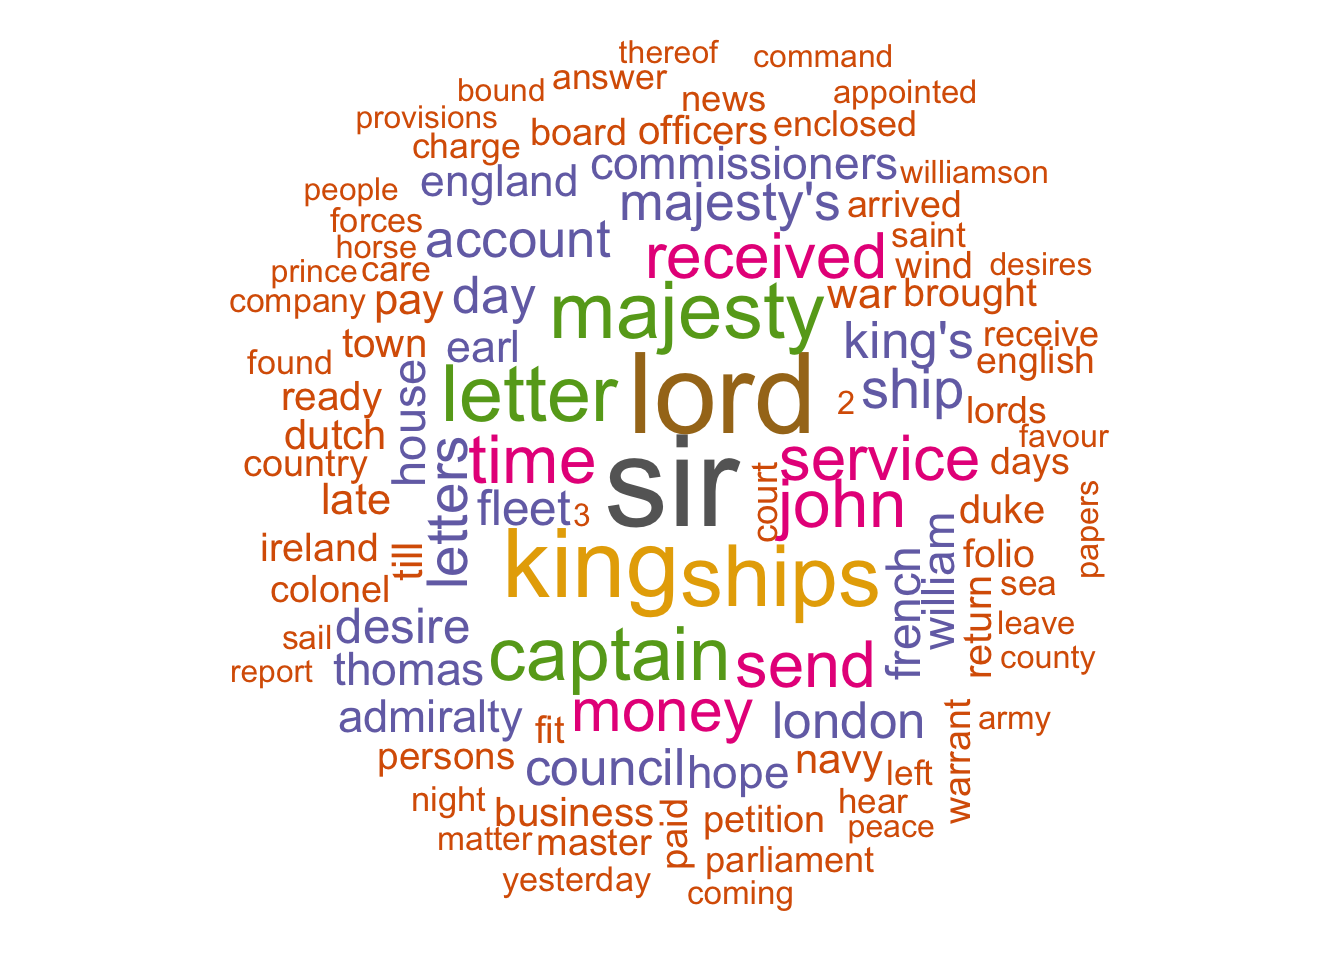 thereof command
bound answer
news appointed
provisions board officers enclosed
charge commissioners
people england williamson
forces majesty's arrived
horse account saint
prince care received wind desires
company pay day majesty war brought
town earl king's receive
found letter lord english
ready house 2 ship lords
dutch favour
country letters time sir court service days
late fleet 3 john duke papers
ireland till king ships french william folio
colonel return sea
sail desire captain leave
report thomas send county
admiralty fit money london warrant army
persons council hope navy left
night business paid petition hear
matter master peace
yesterday parliament
coming